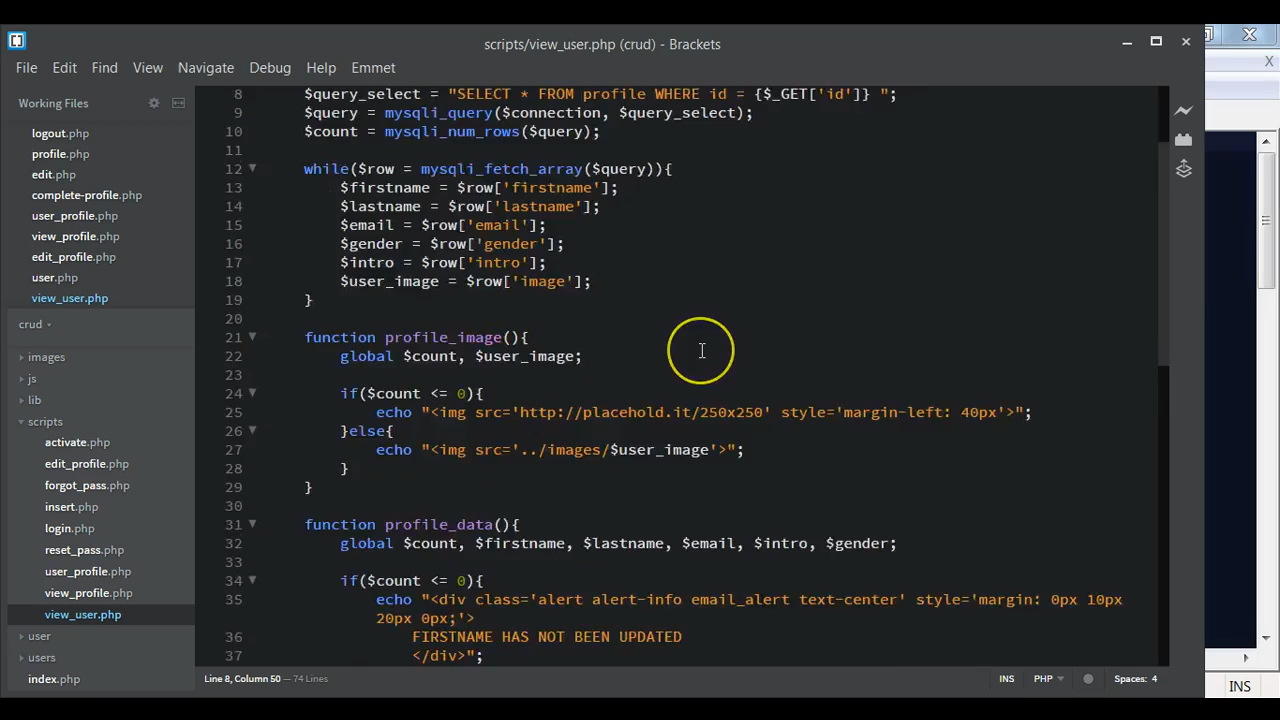 scripts/view_user.php (crud) - Brackets
File Edit Find View Navigate Debug Help Emmet
Working Files
logout.php
profile.php
edit.php
complete-profile.php
user_profile.php
view_profile.php
edit_profile.php
user.php
view_user.php
crud
images
js
lib
scripts
activate.php
edit_profile.php
forgot_pass.php
insert.php
login.php
reset_pass.php
user_profile.php
view_profile.php
view_user.php
user
users
index.php
8 $query_select = "SELECT * FROM profile WHERE id = {$_GET['id']} ";
9 $query = mysqli_query($connection, $query_select);
10 $count = mysqli_num_rows($query);
11
12 while($row = mysqli_fetch_array($query)){
13 $firstname = $row['firstname'];
14 $lastname = $row['lastname'];
15 $email = $row['email'];
16 $gender = $row['gender'];
17 $intro = $row['intro'];
18 $user_image = $row['image'];
19 }
20
21 function profile_image(){
22 global $count, $user_image;
23
24 if($count <= 0){
25 echo "<img src='http://placehold.it/250x250' style='margin-left: 40px'>";
26 }else{
27 echo "<img src='../images/$user_image'>";
28 }
29 }
30
31 function profile_data(){
32 global $count, $firstname, $lastname, $email, $intro, $gender;
33
34 if($count <= 0){
35 echo "<div class='alert alert-info email_alert text-center' style='margin: 0px 10px
20px 0px;'>
36 FIRSTNAME HAS NOT BEEN UPDATED
37 </div>";
Line 8, Column 50 — 74 Lines
INS PHP Spaces: 4
INS